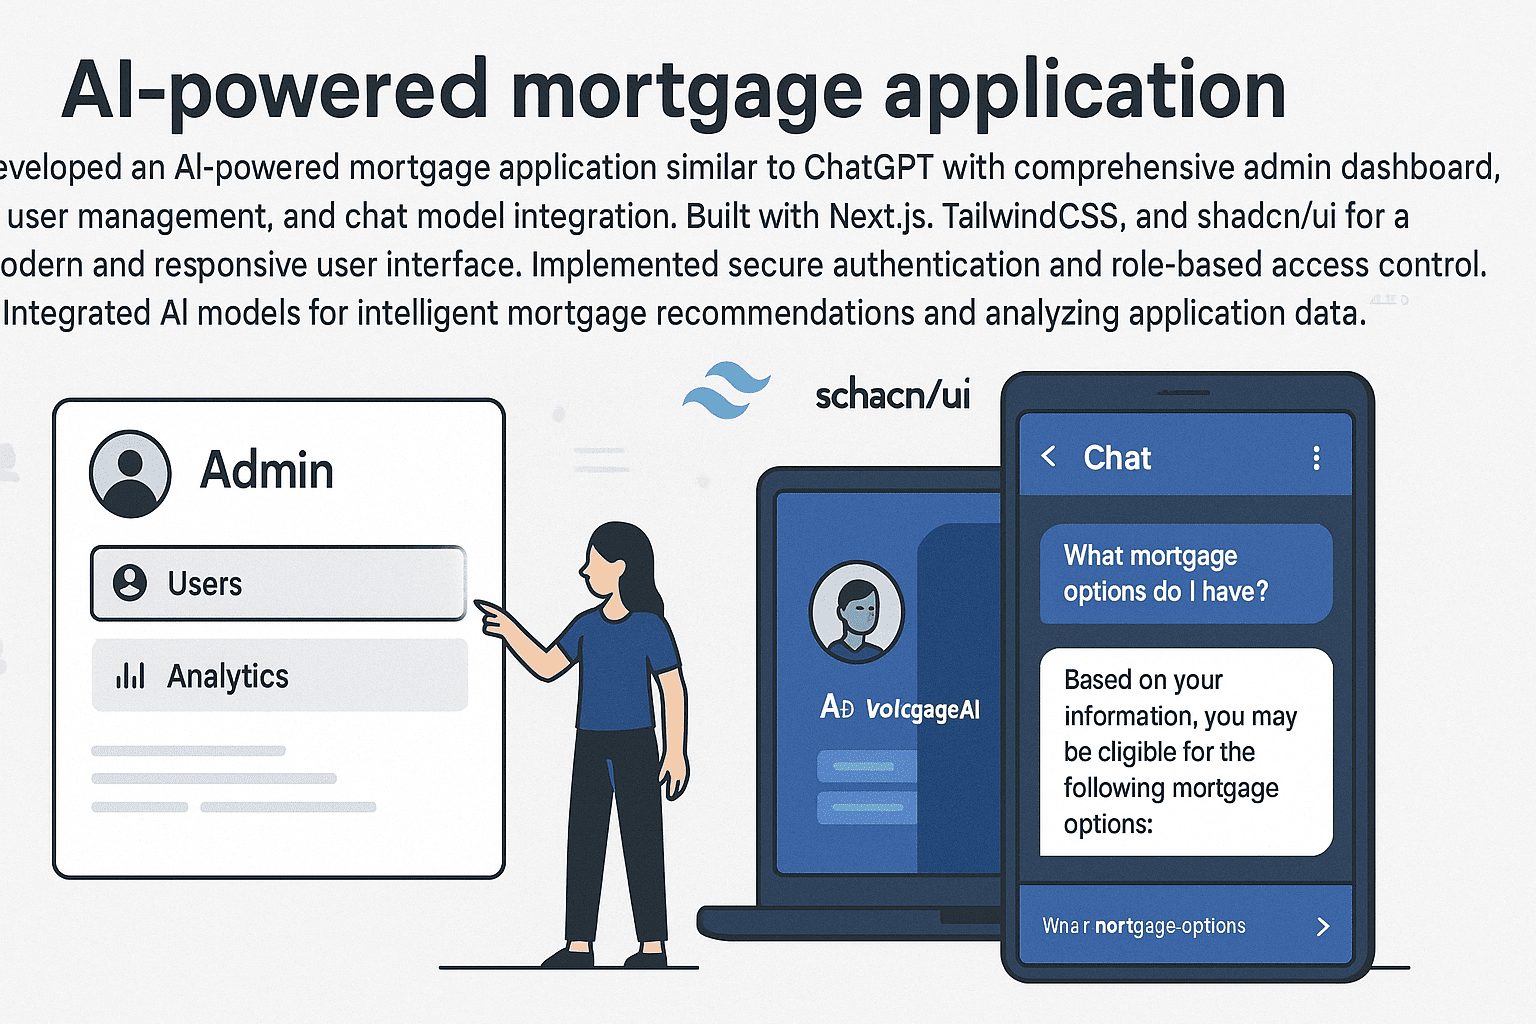 AI-powered mortgage application
eveloped an AI-powered mortgage application similar to ChatGPT with comprehensive admin dashboard,
user management, and chat model integration. Built with Next.js. TailwindCSS, and shadcn/ui for a
odern and responsive user interface. Implemented secure authentication and role-based access control.
Integrated AI models for intelligent mortgage recommendations and analyzing application data.
schacn/ui
Admin
Users
Analytics
AĐ VolcgageAI
Chat
What mortgage
options do I have?
Based on your
information, you may
be cligible for the
following mortgage
options:
Wna r nortgage-options